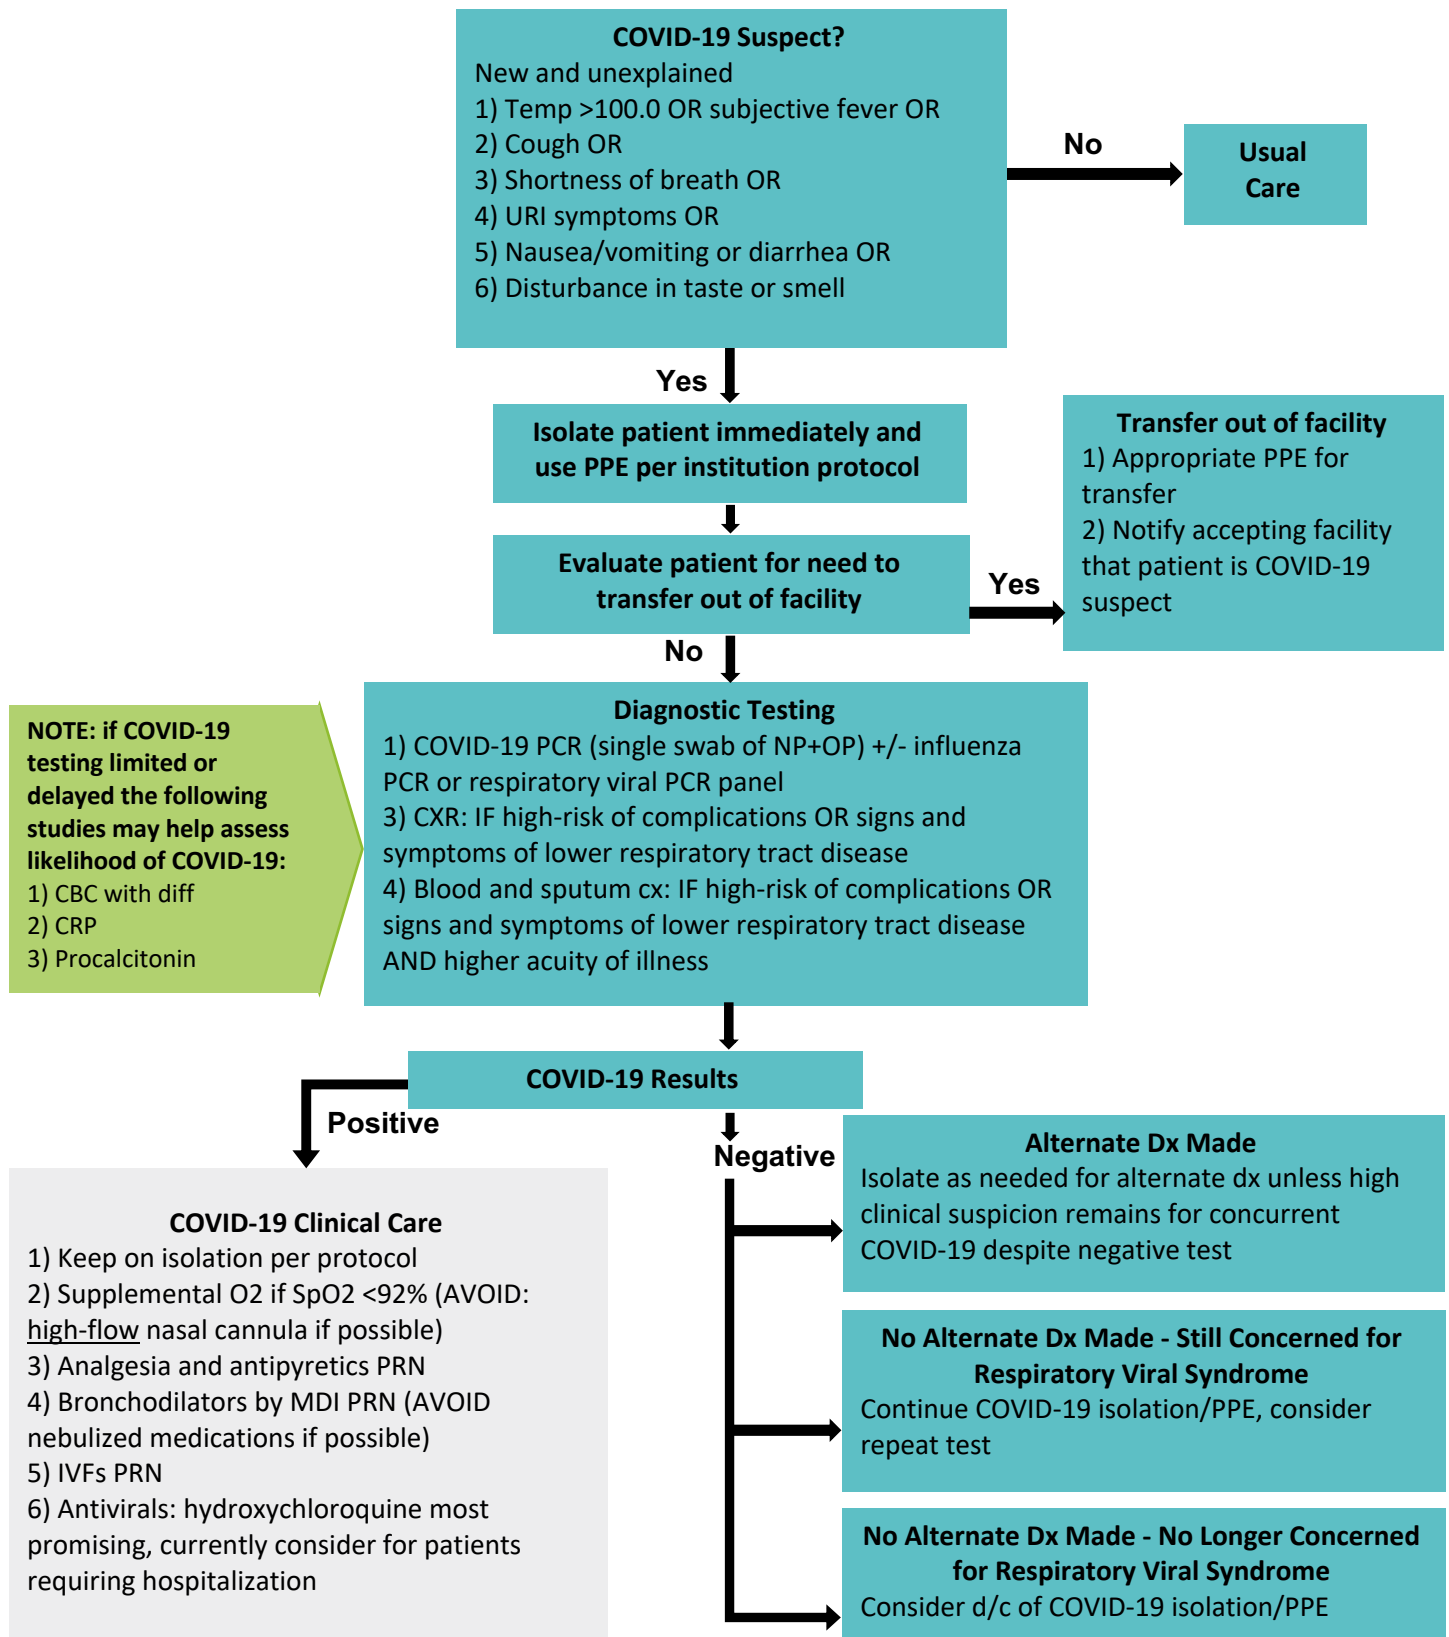 COVID-19 Suspect?
New and unexplained
1) Temp >100.0 OR subjective fever OR
2) Cough OR
3) Shortness of breath OR
4) URI symptoms OR
5) Nausea/vomiting or diarrhea OR
6) Disturbance in taste or smell
No
Usual
Care
Yes
Isolate patient immediately and
use PPE per institution protocol
Evaluate patient for need to
transfer out of facility
Yes
Transfer out of facility
1) Appropriate PPE for
transfer
2) Notify accepting facility
that patient is COVID-19
suspect
No
NOTE: if COVID-19
testing limited or
delayed the following
studies may help assess
likelihood of COVID-19:
1) CBC with diff
2) CRP
3) Procalcitonin
Diagnostic Testing
1) COVID-19 PCR (single swab of NP+OP) +/- influenza
PCR or respiratory viral PCR panel
3) CXR: IF high-risk of complications OR signs and
symptoms of lower respiratory tract disease
4) Blood and sputum cx: IF high-risk of complications OR
signs and symptoms of lower respiratory tract disease
AND higher acuity of illness
COVID-19 Results
Positive
Negative
COVID-19 Clinical Care
1) Keep on isolation per protocol
2) Supplemental O2 if SpO2 <92% (AVOID:
high-flow nasal cannula if possible)
3) Analgesia and antipyretics PRN
4) Bronchodilators by MDI PRN (AVOID
nebulized medications if possible)
5) IVFs PRN
6) Antivirals: hydroxychloroquine most
promising, currently consider for patients
requiring hospitalization
Alternate Dx Made
Isolate as needed for alternate dx unless high
clinical suspicion remains for concurrent
COVID-19 despite negative test
No Alternate Dx Made - Still Concerned for
Respiratory Viral Syndrome
Continue COVID-19 isolation/PPE, consider
repeat test
No Alternate Dx Made - No Longer Concerned
for Respiratory Viral Syndrome
Consider d/c of COVID-19 isolation/PPE